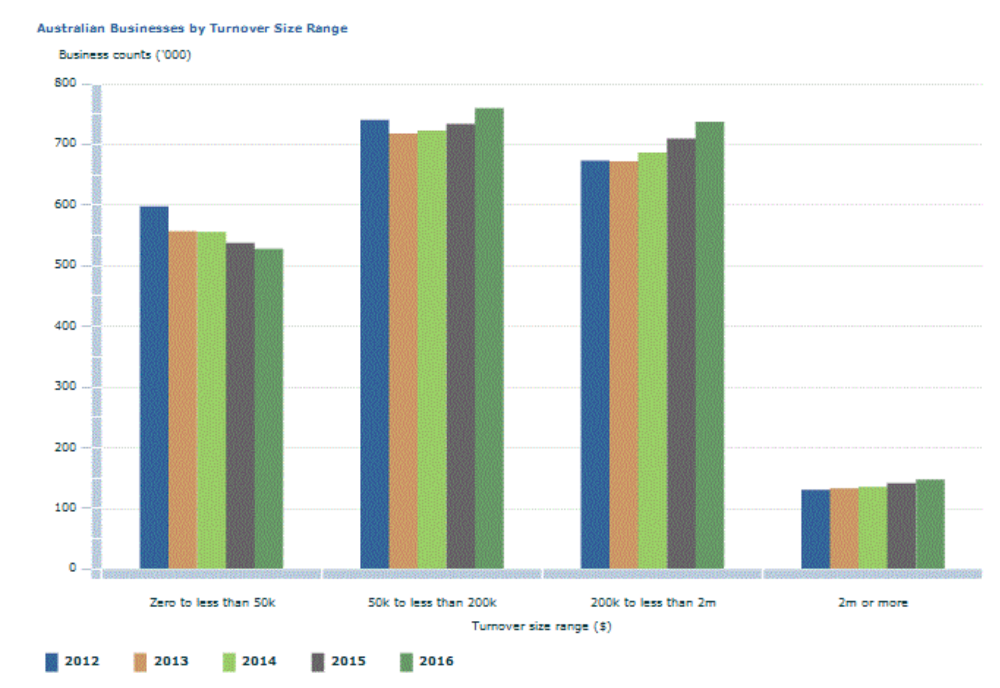 Australian Businesses by Turnover Size Range
Business counts ('000)
800
700
600
500
400
300
200
100
0
Zero to less than 50k 50k to less than 200k 200k to less than 2m 2m or more
Turnover size range ($)
2012 2013 2014 2015 2016